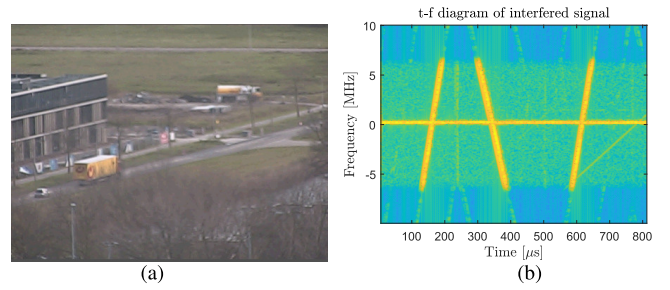 t-f diagram of interfered signal
10
5
0
-5
Frequency [MHz]
100 200 300 400 500 600 700 800
Time [μs]
(a) (b)